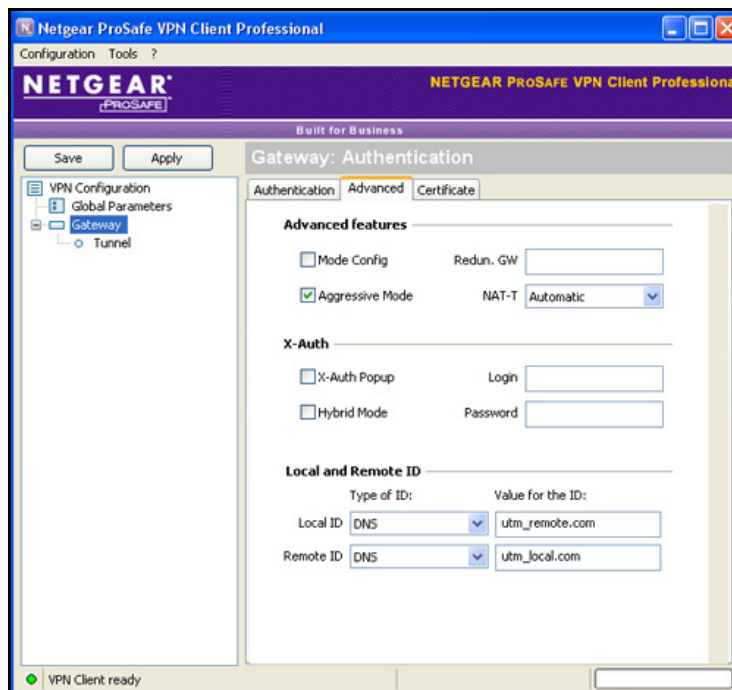 Netgear ProSafe VPN Client Professional
Configuration Tools ?
NETGEAR®
PROSAFE
NETGEAR PROSAFE VPN Client Professiona
Built for Business
Save Apply
Gateway: Authentication
VPN Configuration
Global Parameters
Gateway
Tunnel
Authentication Advanced Certificate
Advanced features
Mode Config Redun. GW
Aggressive Mode NAT-T Automatic
X-Auth
X-Auth Popup Login
Hybrid Mode Password
Local and Remote ID
Type of ID: Value for the ID:
Local ID DNS utm_remote.com
Remote ID DNS utm_local.com
VPN Client ready